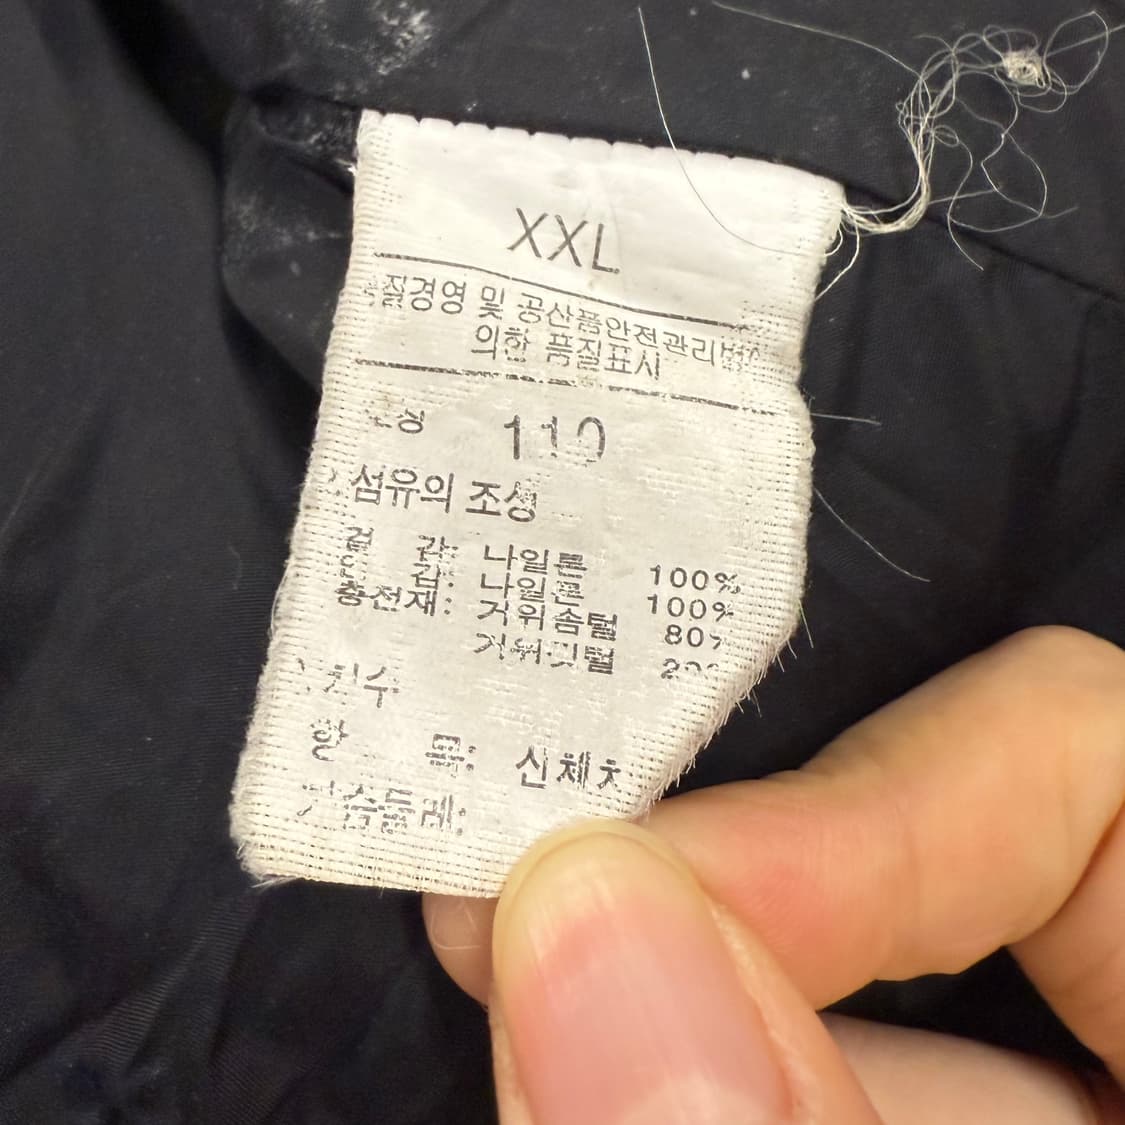 XXL
질경영 및 공산품안전관리법
의한 품질표시
110
섬유의 조성
겉 감: 나일론 100%
안 감: 나일론 100%
충전재: 거위솜털 80%
거위깃털 20%
치수
항 목: 신체치
가슴둘레: